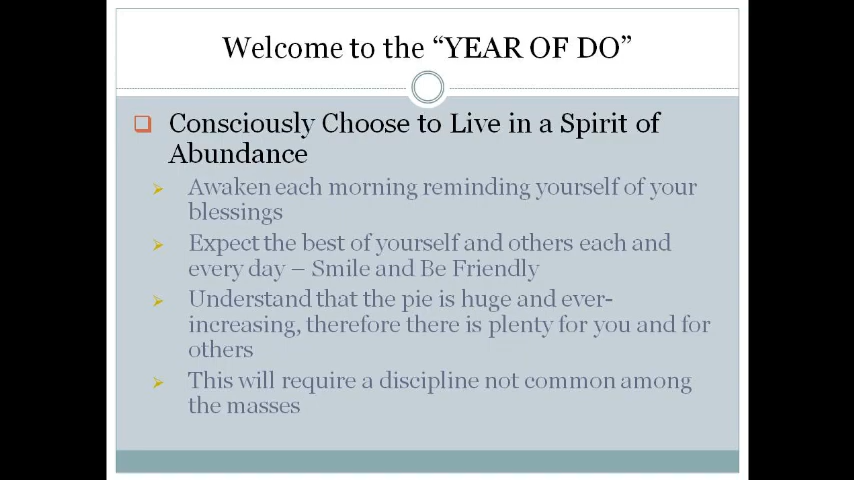 Welcome to the “YEAR OF DO”
Consciously Choose to Live in a Spirit of
Abundance
Awaken each morning reminding yourself of your
blessings
Expect the best of yourself and others each and
every day – Smile and Be Friendly
Understand that the pie is huge and ever-
increasing, therefore there is plenty for you and for
others
This will require a discipline not common among
the masses